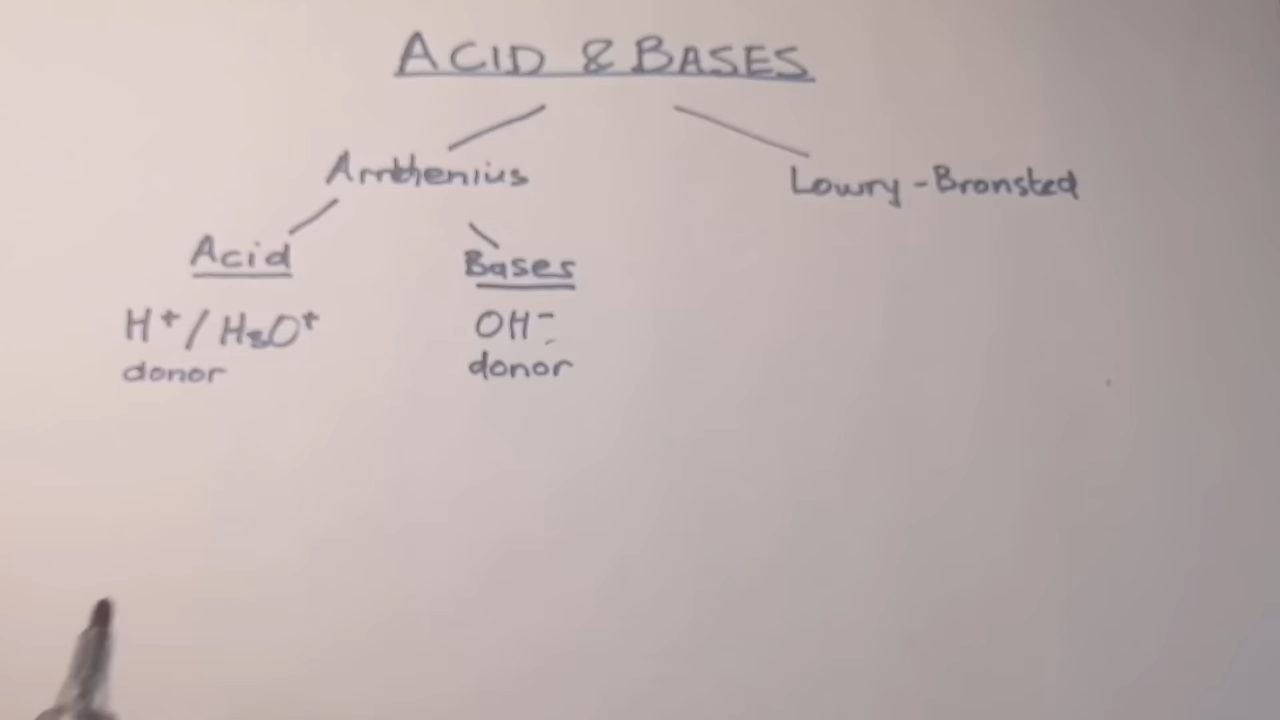 ACID & BASES
Arrhenius
Lowry-Bronsted
Acid
Bases
H⁺/H₃O⁺
donor
OH⁻
donor